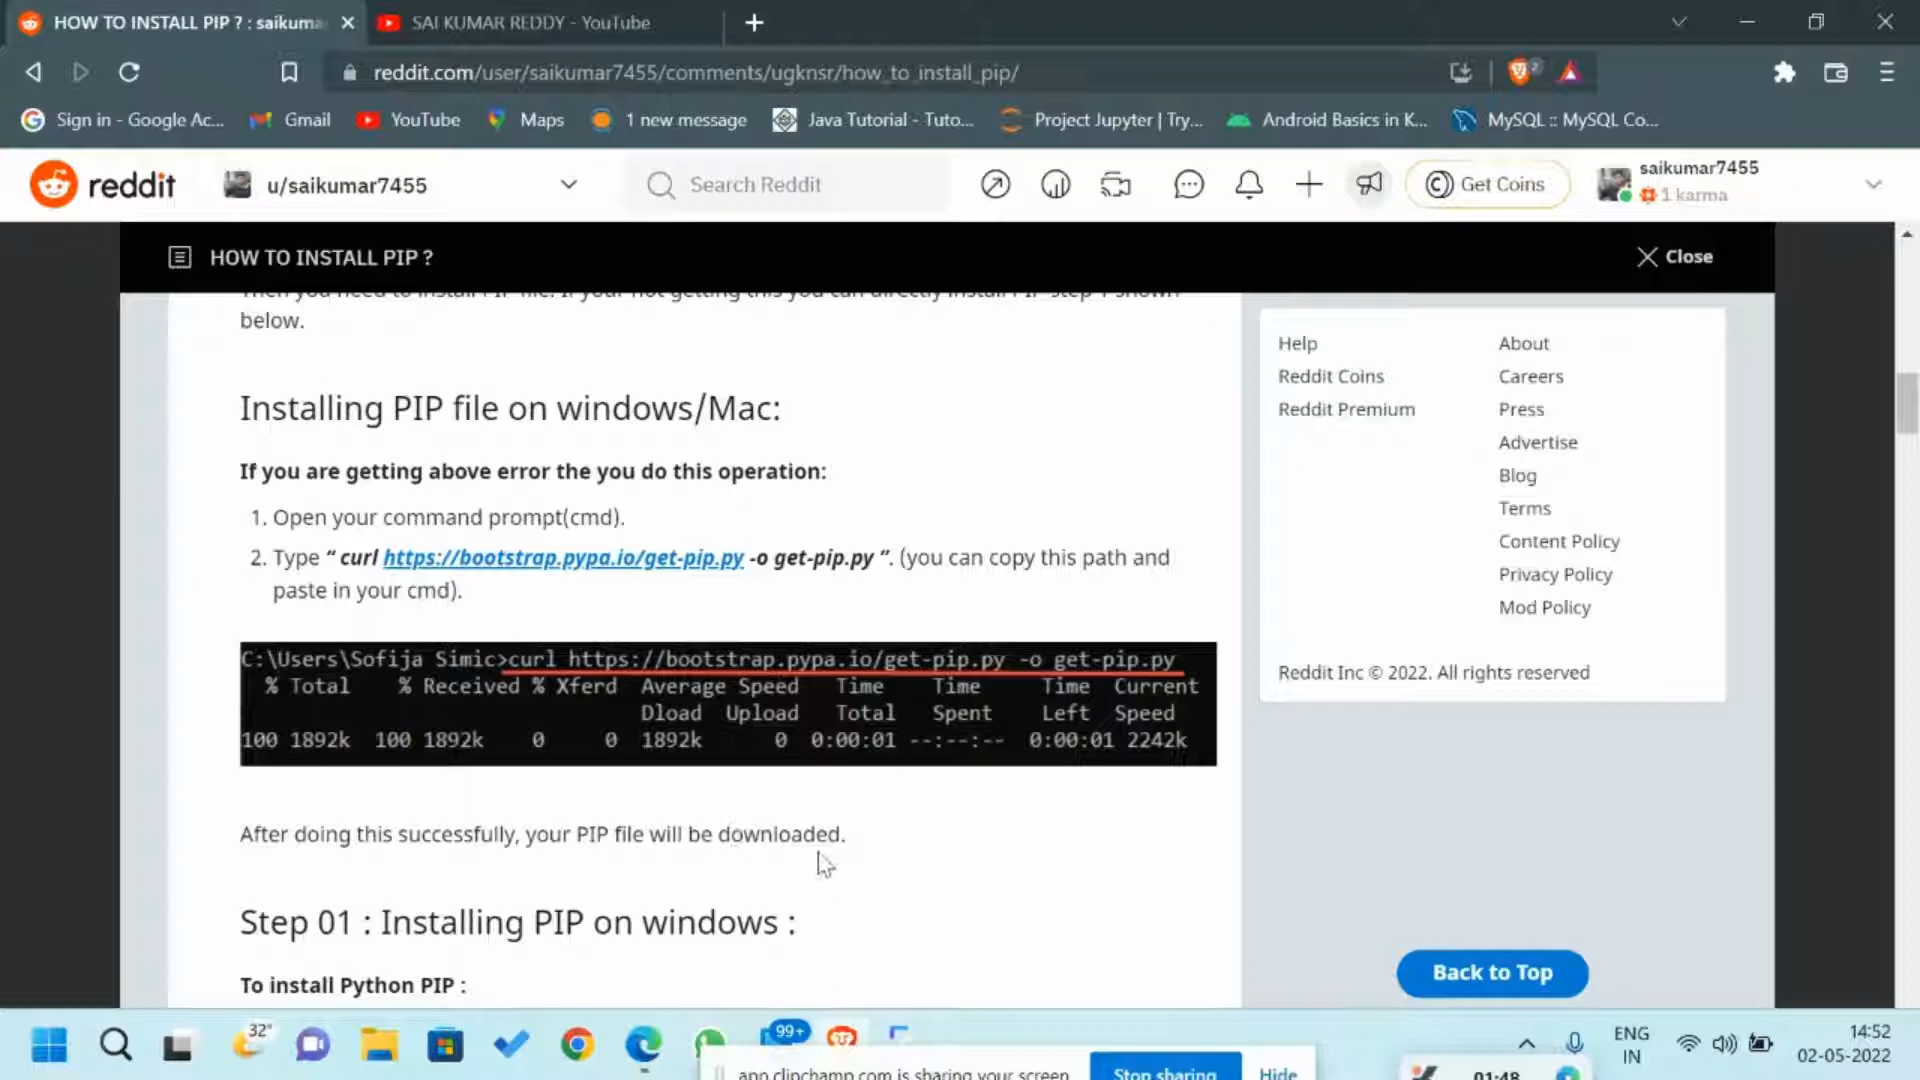 HOW TO INSTALL PIP ? : saikuma
SAI KUMAR REDDY - YouTube
reddit.com/user/saikumar7455/comments/ugknsr/how_to_install_pip/
Sign in - Google Ac...
Gmail
YouTube
Maps
1 new message
Java Tutorial - Tuto...
Project Jupyter | Try...
Android Basics in K...
MySQL :: MySQL Co...
reddit
u/saikumar7455
Search Reddit
Get Coins
saikumar7455
1 karma
HOW TO INSTALL PIP ?
Close
below.
Installing PIP file on windows/Mac:
If you are getting above error the you do this operation:
1. Open your command prompt(cmd).
2. Type “ curl https://bootstrap.pypa.io/get-pip.py -o get-pip.py ”. (you can copy this path and
paste in your cmd).
C:\Users\Sofija Simic>curl https://bootstrap.pypa.io/get-pip.py -o get-pip.py
% Total % Received % Xferd Average Speed Time Time Time Current
Dload Upload Total Spent Left Speed
100 1892k 100 1892k 0 0 1892k 0 0:00:01 --:--:-- 0:00:01 2242k
After doing this successfully, your PIP file will be downloaded.
Step 01 : Installing PIP on windows :
To install Python PIP :
Help
Reddit Coins
Reddit Premium
About
Careers
Press
Advertise
Blog
Terms
Content Policy
Privacy Policy
Mod Policy
Reddit Inc © 2022. All rights reserved
Back to Top
32°
99+
app.clipchamp.com is sharing your screen
Stop sharing
Hide
01:48
ENG
IN
14:52
02-05-2022